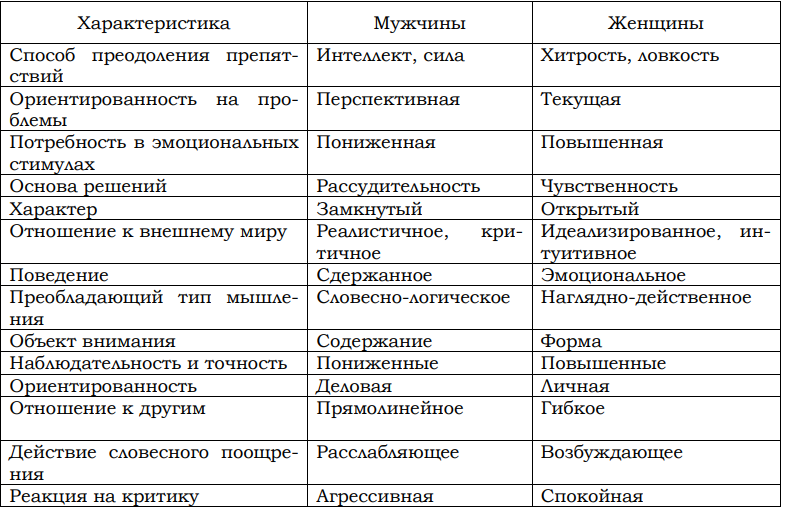 Характеристика Мужчины Женщины
Способ преодоления препят- Интеллект, сила Хитрость, ловкость
ствий
Ориентированность на про- Перспективная Текущая
блемы
Потребность в эмоциональных Пониженная Повышенная
стимулах
Основа решений Рассудительность Чувственность
Характер Замкнутый Открытый
Отношение к внешнему миру Реалистичное, кри- Идеализированное, ин-
тичное туитивное
Поведение Сдержанное Эмоциональное
Преобладающий тип мышле- Словесно-логическое Наглядно-действенное
ния
Объект внимания Содержание Форма
Наблюдательность и точность Пониженные Повышенные
Ориентированность Деловая Личная
Отношение к другим Прямолинейное Гибкое
Действие словесного поощре- Расслабляющее Возбуждающее
ния
Реакция на критику Агрессивная Спокойная